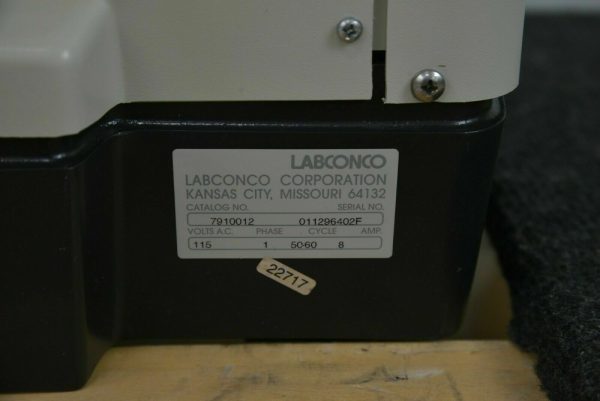 LABCONCO
LABCONCO CORPORATION
KANSAS CITY, MISSOURI 64132
CATALOG NO. SERIAL NO.
7910012 011296402F
VOLTS A.C. PHASE CYCLE AMP.
115 1 50-60 8
22717